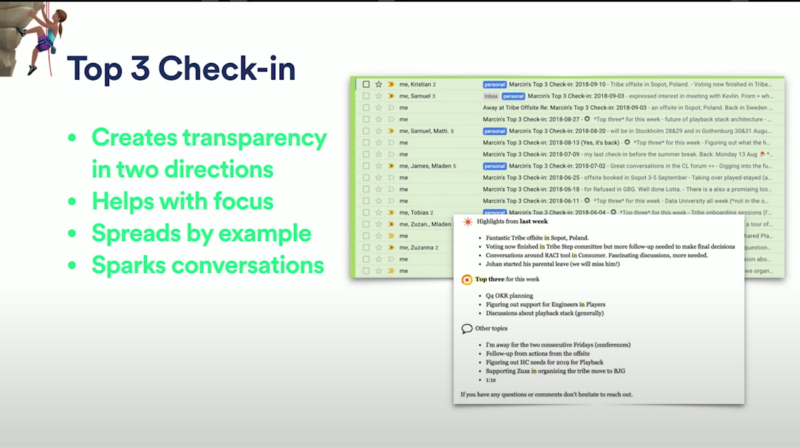 Top 3 Check-in
• Creates transparency
in two directions
• Helps with focus
• Spreads by example
• Sparks conversations
me, Kristian 2 personal Marcin's Top 3 Check-in: 2018-09-10 - Tribe offsite in Sopot, Poland. - Voting now finished in Tribe...
me, Samuel 3 inbox personal Marcin's Top 3 Check-in: 2018-09-03 - expressed interest in meeting with Kevlin. From = wh...
me Away at Tribe Offsite Re: Marcin's Top 3 Check-in: 2018-09-03 - an offsite in Sopot, Poland. Back in Sweden
me Marcin's Top 3 Check-in: 2018-08-27 - *Top three* for this week - future of playback stack architecture -
me, Samuel, Matti. 5 personal Marcin's Top 3 Check-in: 2018-08-20 - will be in Stockholm 28&29 and in Gothenburg 30&31 Augu...
me Marcin's Top 3 Check-in: 2018-08-13 (Yes, it's back) - *Top three* for this week - Figuring out what the h...
me Marcin's Top 3 Check-in: 2018-07-09 - my last check-in before the summer break. Back: Monday 13 Aug
me, James, Mladen 5 personal Marcin's Top 3 Check-in: 2018-07-02 - Great conversations in the CL forum => - Digging into the fu...
me Marcin's Top 3 Check-in: 2018-06-25 - offsite booked in Sopot 3-5 September. - Taking over played-stayed (a
me Marcin's Top 3 Check-in: 2018-06-18 - for Refused in GBG. Well done Lotta. - There is a also a promising too...
me Marcin's Top 3 Check-in: 2018-06-11 - *Top three* for this week - Data University all week (*not in the o...
me, Tobias 2 personal Marcin's Top 3 Check-in: 2018-06-04 - *Top three* for this week - Tribe onboarding sessions
me, Zuzan., Mladen a tour of
me
me, Zuzanna 2
me
me
Highlights from last week
• Fantastic Tribe offsite in Sopot, Poland.
• Voting now finished in Tribe Step committee but more follow-up needed to make final decisions
• Conversations around RACI tool in Consumer. Fascinating discussions, more needed.
• Johan started his parental leave (we will miss him!)
Top three for this week
• Q4 OKR planning
• Figuring out support for Engineers in Players
• Discussions about playback stack (generally)
Other topics
• I'm away for the two consecutive Fridays (conferences)
• Follow-up from actions from the offsite
• Figuring out HC needs for 2019 for Playback
• Supporting Zuza in organising the tribe move to BJG
• 1:1s
If you have any questions or comments don't hesitate to reach out.